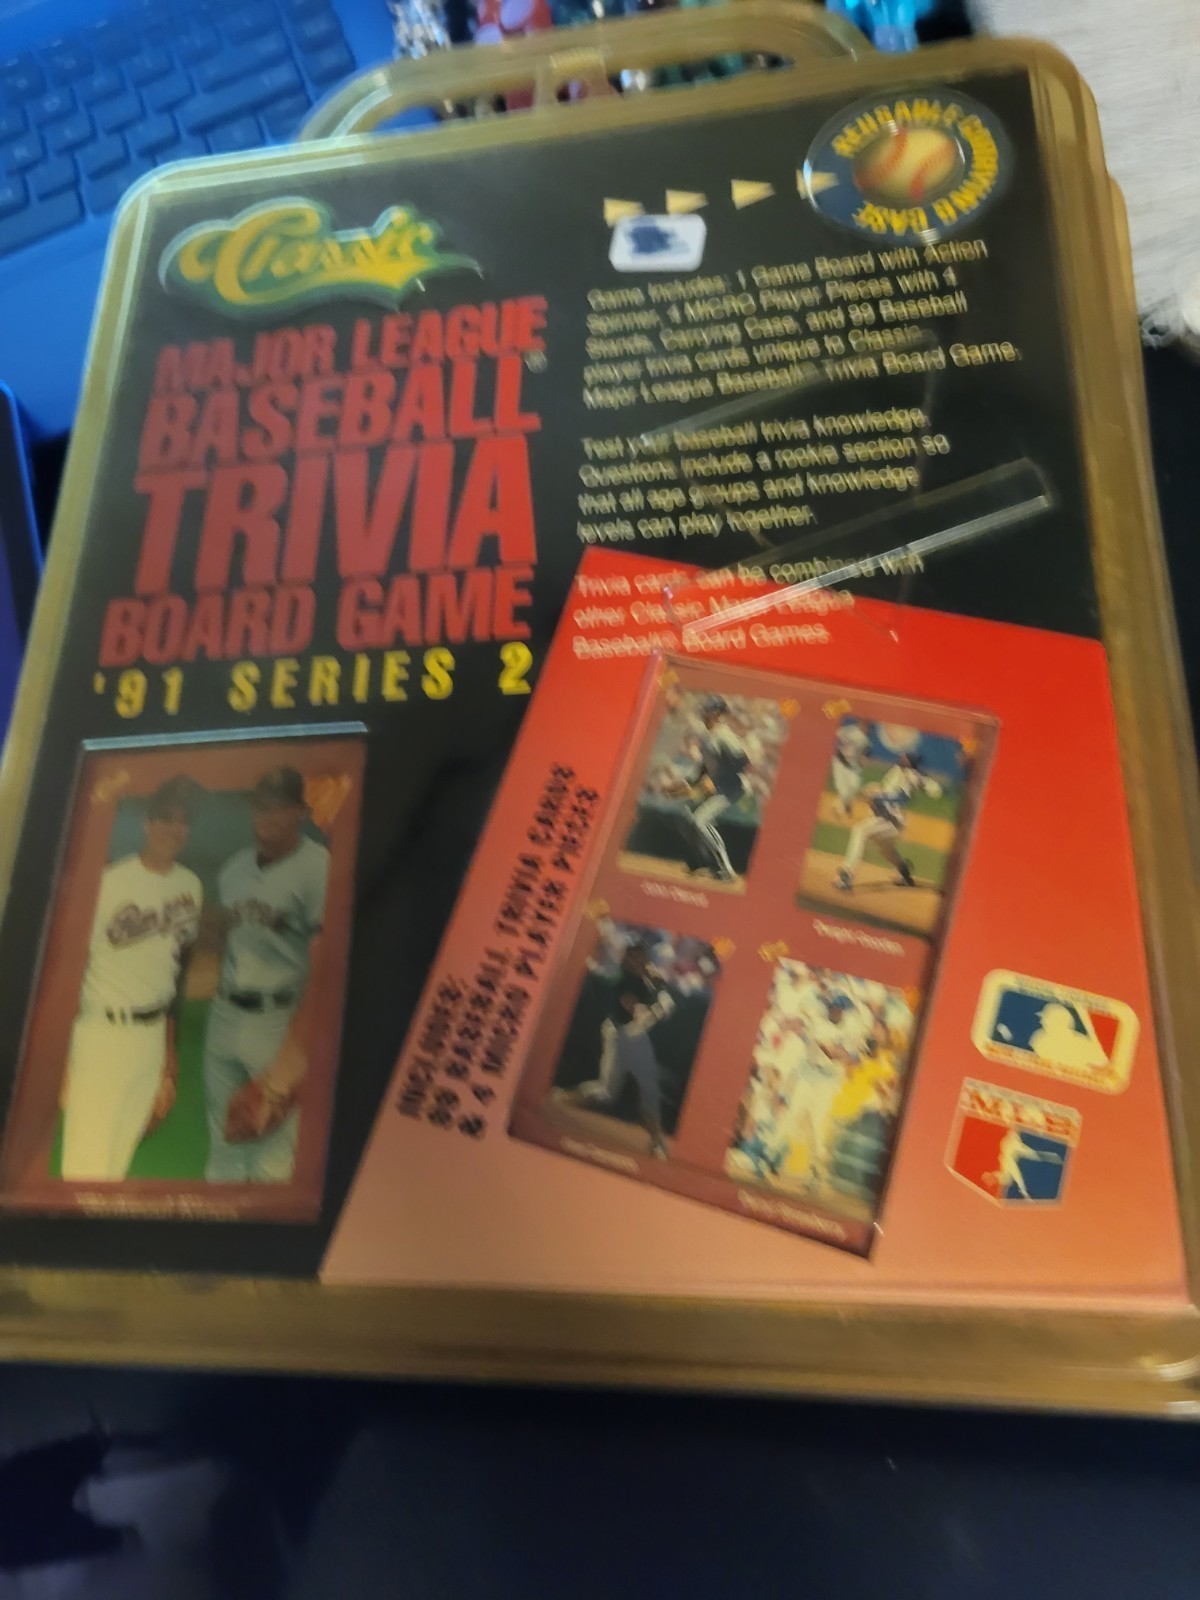 Classic
MAJOR LEAGUE
BASEBALL™
TRIVIA
BOARD GAME
'91 SERIES 2
REUSABLE CARRYING CASE
Game Includes: 1 Game Board with Action
Spinner, 4 MICRO Player Pieces with 4
Stands, Carrying Case, and 99 Baseball
player trivia cards unique to Classic
Major League Baseball® Trivia Board Game.
Test your baseball trivia knowledge.
Questions include a rookie section so
that all age groups and knowledge
levels can play together.
Trivia cards can be combined with
other Classic Major League
Baseball® Board Games.
INCLUDES:
99 BASEBALL TRIVIA CARDS
& 4 MICRO PLAYER PIECES
Dwight Gooden
Rangers
MLB